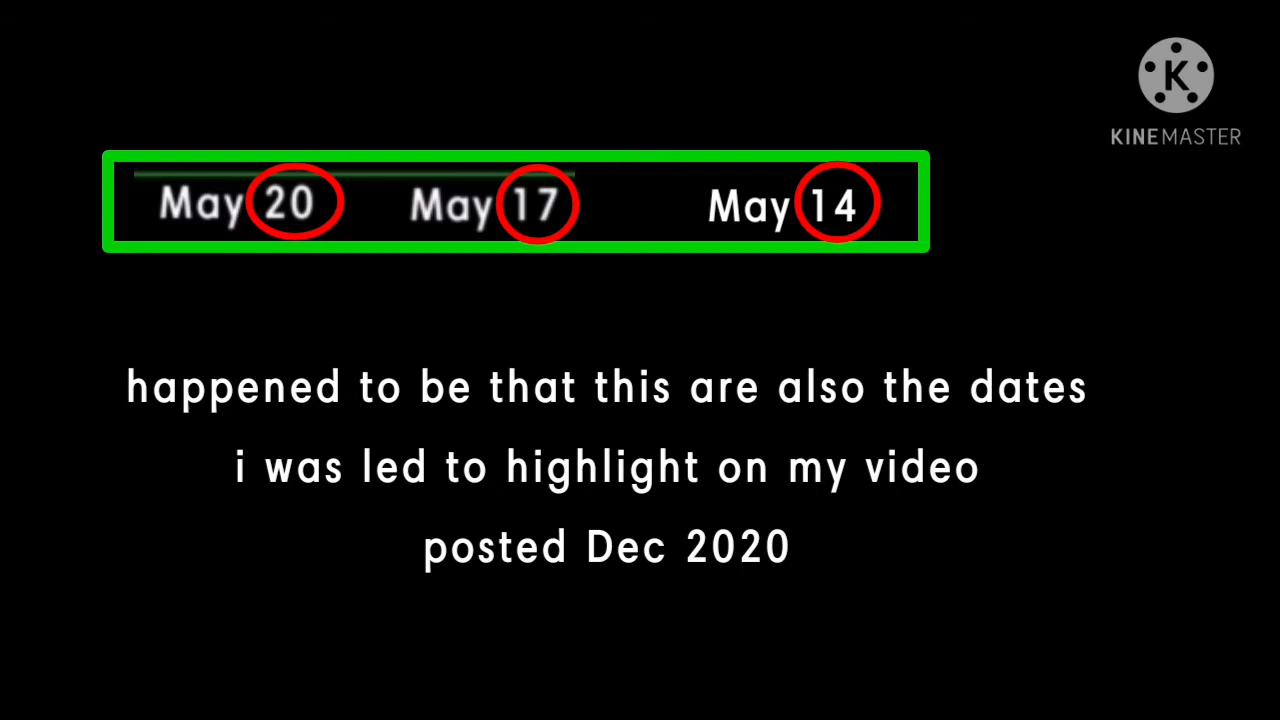 K
KINEMASTER
May 20 May 17 May 14
happened to be that this are also the dates
i was led to highlight on my video
posted Dec 2020